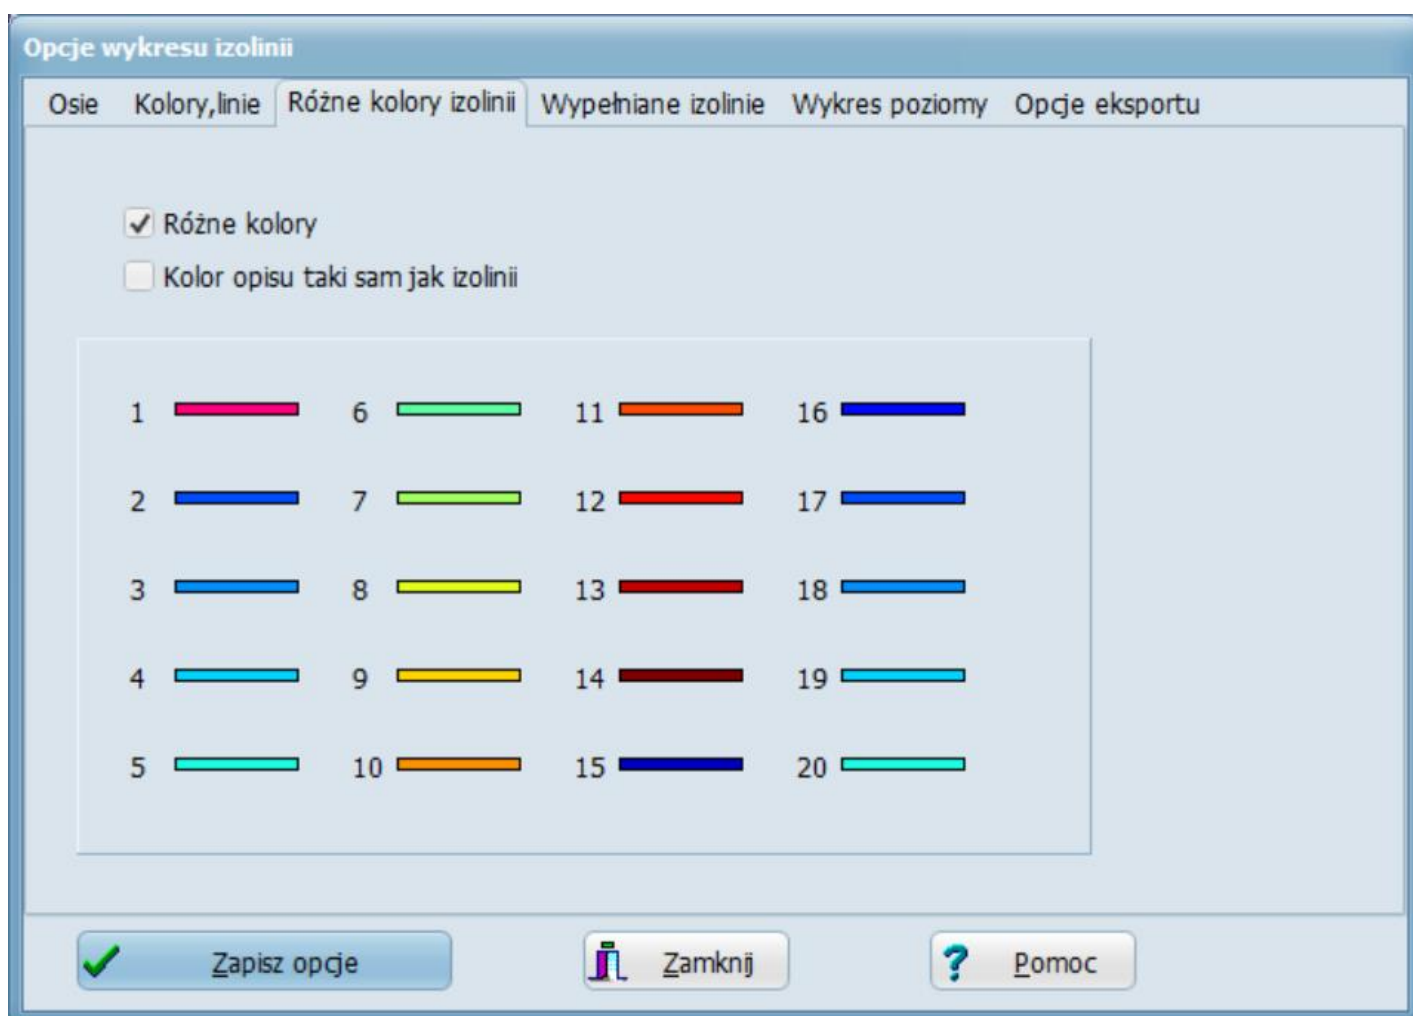 Opcje wykresu izolinii
Osie Kolory,linie Różne kolory izolinii Wypełniane izolinie Wykres poziomy Opcje eksportu
Różne kolory
Kolor opisu taki sam jak izolinii
1 6 11 16
2 7 12 17
3 8 13 18
4 9 14 19
5 10 15 20
Zapisz opcje Zamknij ? Pomoc